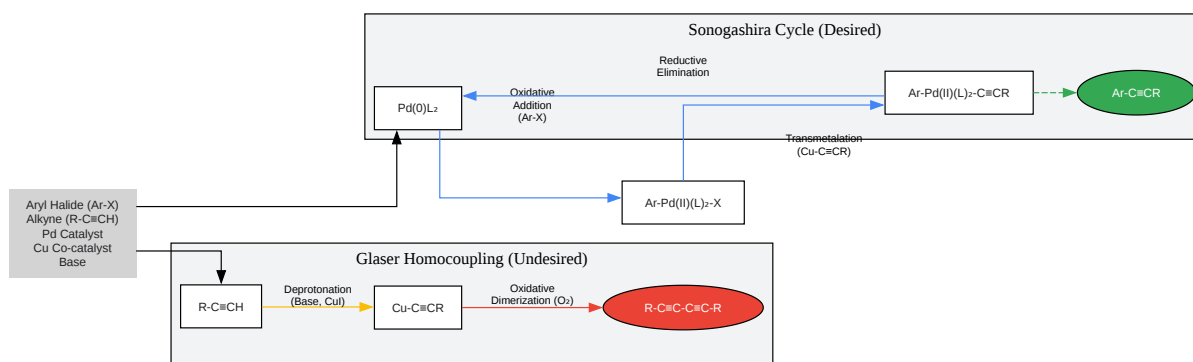 Sonogashira Cycle (Desired)
Reductive
Elimination
Oxidative
Addition
(Ar-X)
Pd(0)L₂
Ar-Pd(II)(L)₂-C≡CR
Ar-C≡CR
Transmetalation
(Cu-C≡CR)
Ar-Pd(II)(L)₂-X
Aryl Halide (Ar-X)
Alkyne (R-C≡CH)
Pd Catalyst
Cu Co-catalyst
Base
Glaser Homocoupling (Undesired)
R-C≡CH
Deprotonation
(Base, CuI)
Cu-C≡CR
Oxidative
Dimerization (O₂)
R-C≡C-C≡C-R